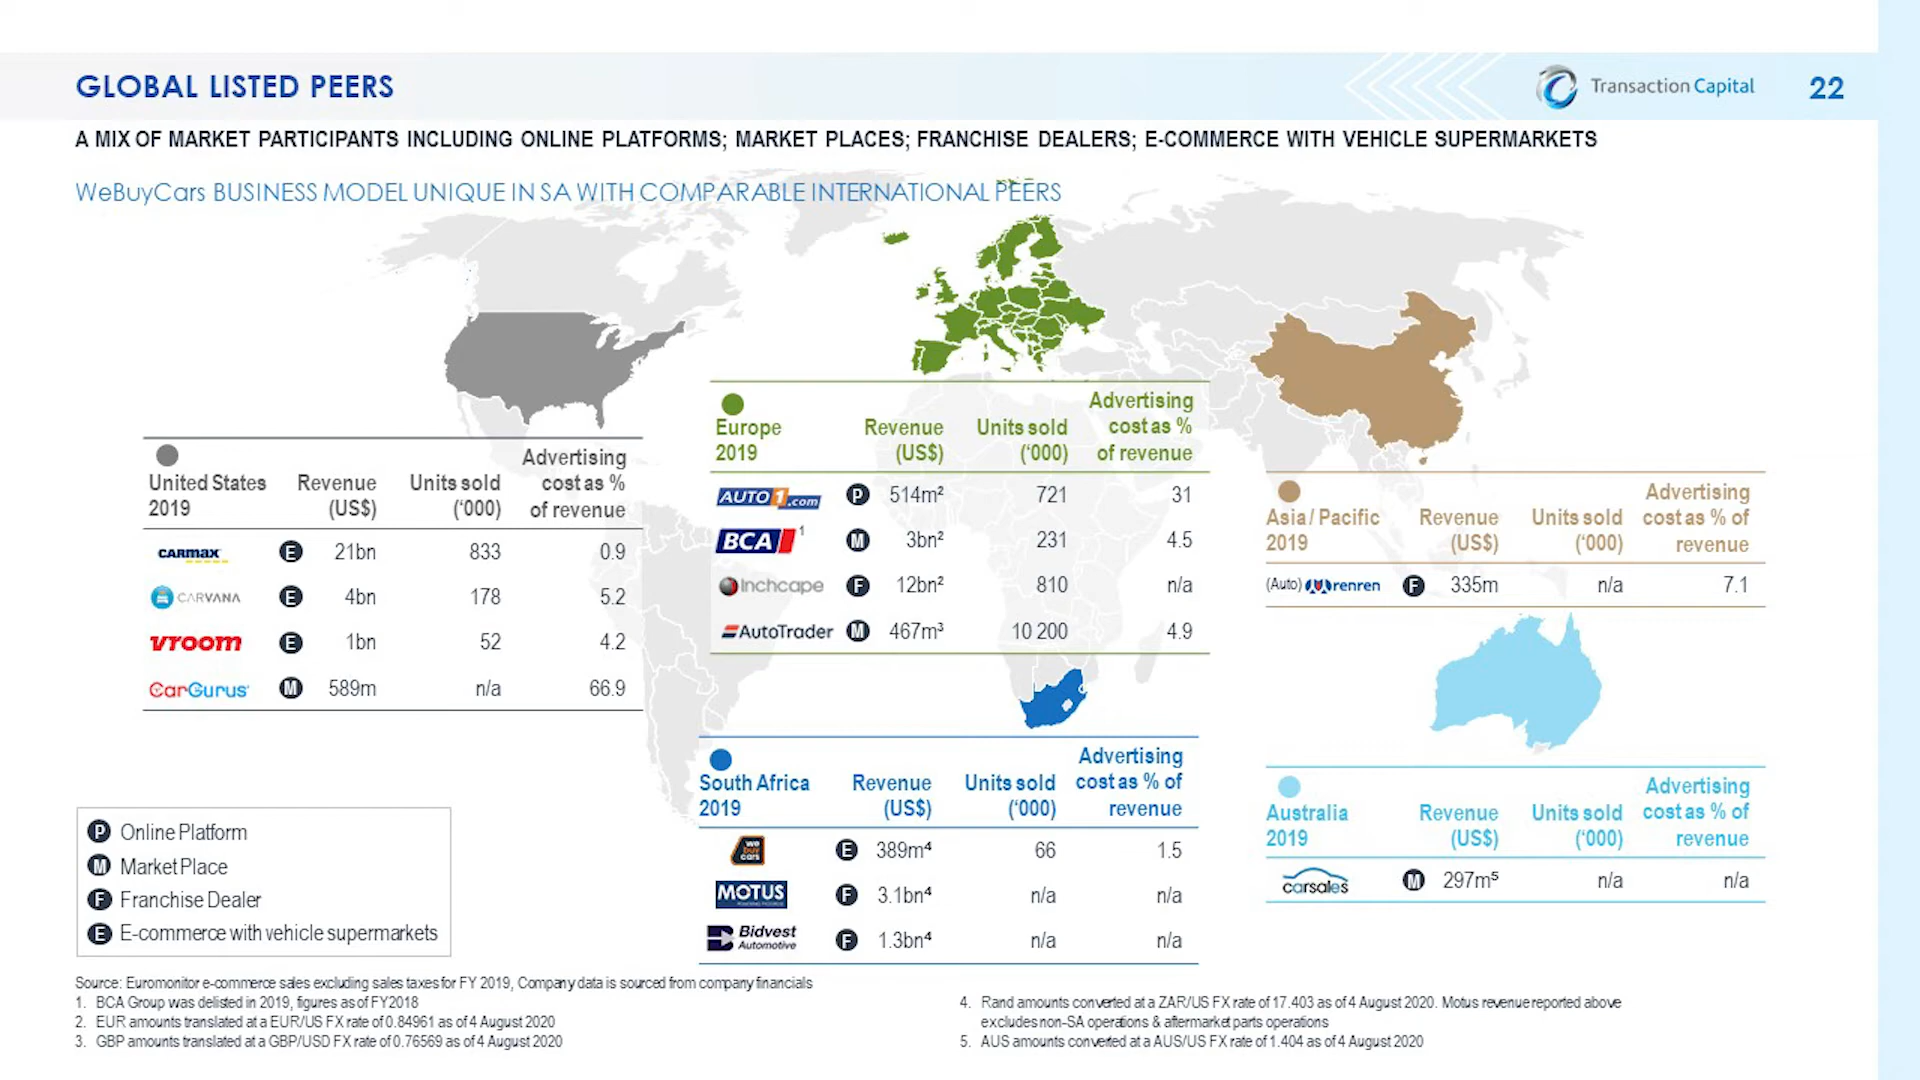 GLOBAL LISTED PEERS
Transaction Capital
22
A MIX OF MARKET PARTICIPANTS INCLUDING ONLINE PLATFORMS; MARKET PLACES; FRANCHISE DEALERS; E-COMMERCE WITH VEHICLE SUPERMARKETS
WeBuyCars BUSINESS MODEL UNIQUE IN SA WITH COMPARABLE INTERNATIONAL PEERS
United States 2019 Revenue (US$) Units sold (‘000) Advertising cost as % of revenue
CARMAX E 21bn 833 0.9
CARVANA E 4bn 178 5.2
vroom E 1bn 52 4.2
CarGurus M 589m n/a 66.9
Europe 2019 Revenue (US$) Units sold (‘000) Advertising cost as % of revenue
AUTO1.com P 514m² 721 31
BCA ¹ M 3bn² 231 4.5
Inchcape F 12bn² 810 n/a
AutoTrader M 467m³ 10 200 4.9
Asia / Pacific 2019 Revenue (US$) Units sold (‘000) Advertising cost as % of revenue
(Auto) renren F 335m n/a 7.1
South Africa 2019 Revenue (US$) Units sold (‘000) Advertising cost as % of revenue
we buy cars E 389m⁴ 66 1.5
MOTUS F 3.1bn⁴ n/a n/a
Bidvest Automotive F 1.3bn⁴ n/a n/a
Australia 2019 Revenue (US$) Units sold (‘000) Advertising cost as % of revenue
carsales M 297m⁵ n/a n/a
P Online Platform
M Market Place
F Franchise Dealer
E E-commerce with vehicle supermarkets
Source: Euromonitor e-commerce sales excluding sales taxes for FY 2019, Company data is sourced from company financials
1. BCA Group was delisted in 2019, figures as of FY2018
2. EUR amounts translated at a EUR/US FX rate of 0.84961 as of 4 August 2020
3. GBP amounts translated at a GBP/USD FX rate of 0.76569 as of 4 August 2020
4. Rand amounts converted at a ZAR/US FX rate of 17.403 as of 4 August 2020. Motus revenue reported above
excludes non-SA operations & aftermarket parts operations
5. AUS amounts converted at a AUS/US FX rate of 1.404 as of 4 August 2020